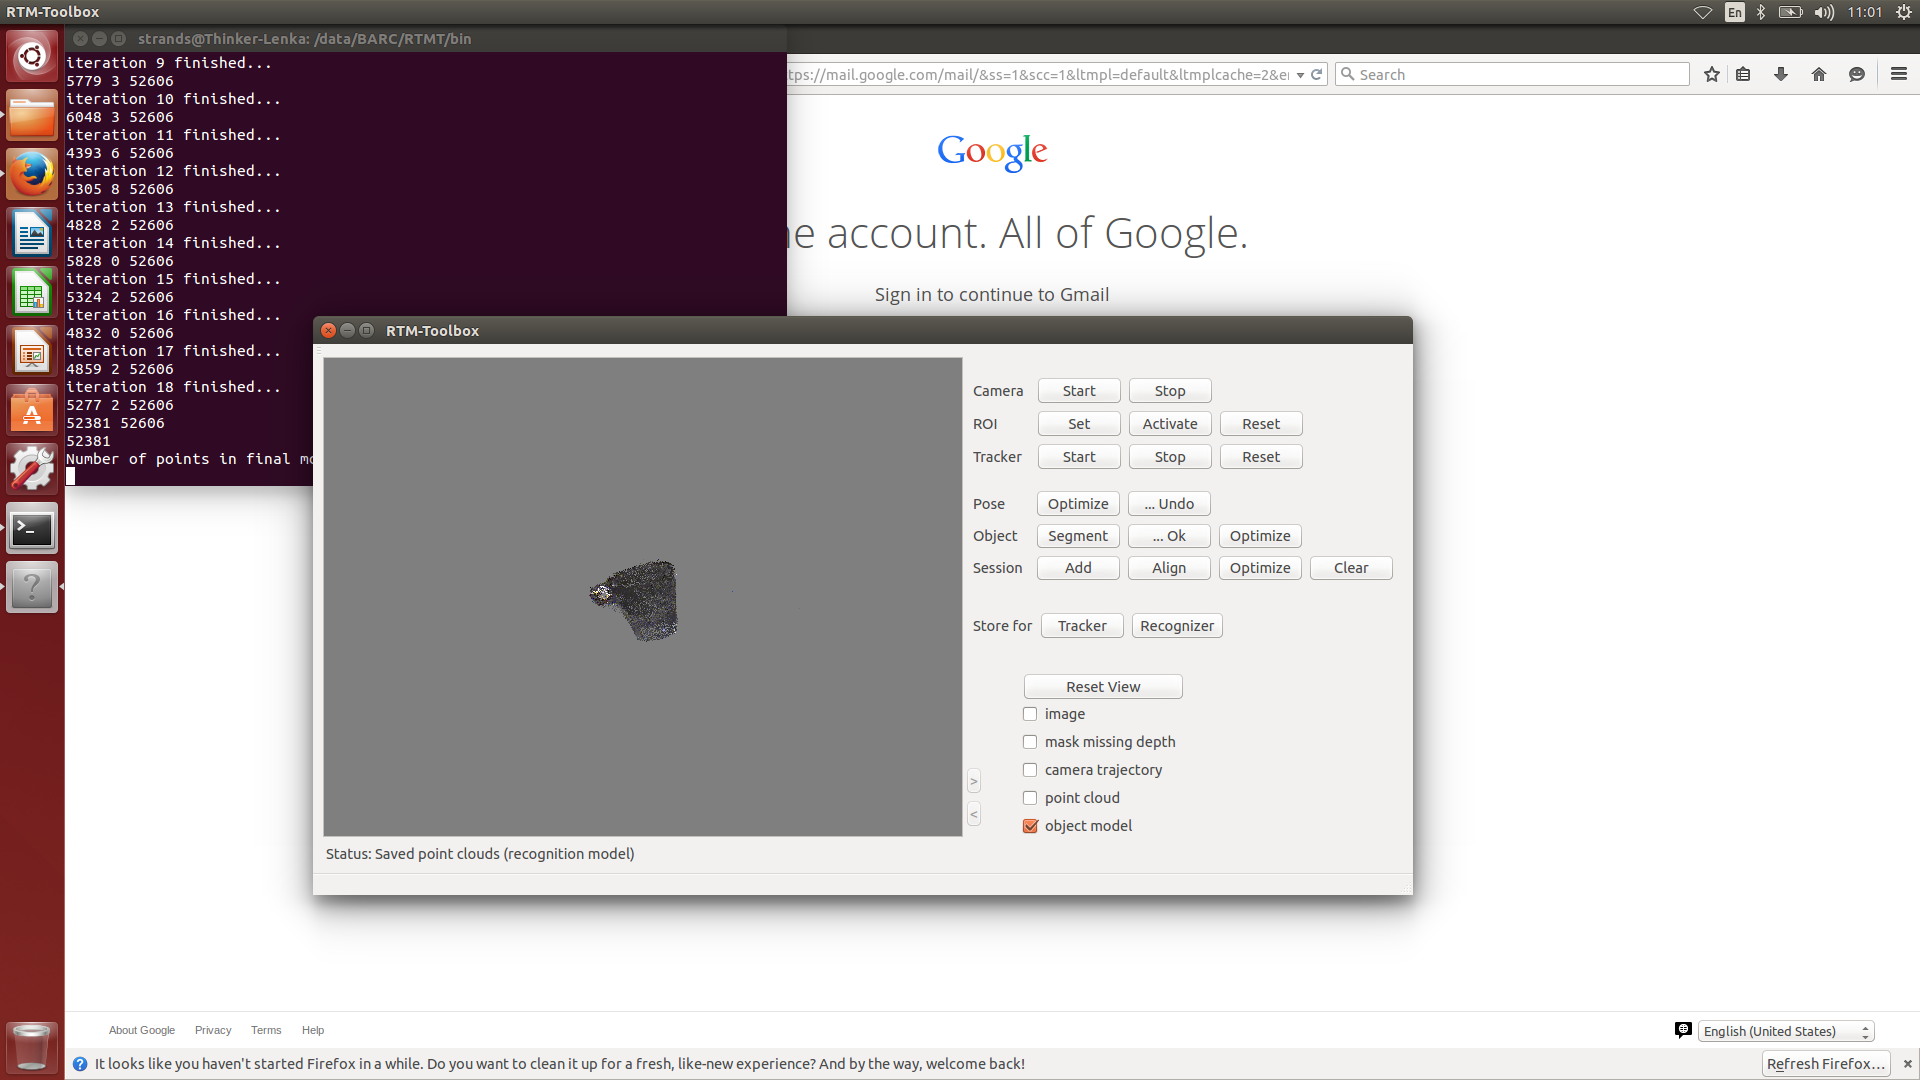 RTM-Toolbox
En
11:01
strands@Thinker-Lenka: /data/BARC/RTMT/bin
iteration 9 finished...
5779 3 52606
iteration 10 finished...
6048 3 52606
iteration 11 finished...
4393 6 52606
iteration 12 finished...
5305 8 52606
iteration 13 finished...
4828 2 52606
iteration 14 finished...
5828 0 52606
iteration 15 finished...
5324 2 52606
iteration 16 finished...
4832 0 52606
iteration 17 finished...
4859 2 52606
iteration 18 finished...
5277 2 52606
52381 52606
52381
Number of points in final
tps://mail.google.com/mail/&ss=1&scc=1&ltmpl=default&ltmplcache=2&e
Search
Google
e account. All of Google.
Sign in to continue to Gmail
RTM-Toolbox
Camera Start Stop
ROI Set Activate Reset
Tracker Start Stop Reset
Pose Optimize ... Undo
Object Segment ... Ok Optimize
Session Add Align Optimize Clear
Store for Tracker Recognizer
Reset View
image
mask missing depth
camera trajectory
point cloud
object model
>
<
Status: Saved point clouds (recognition model)
About Google Privacy Terms Help
English (United States)
It looks like you haven't started Firefox in a while. Do you want to clean it up for a fresh, like-new experience? And by the way, welcome back!
Refresh Firefox...